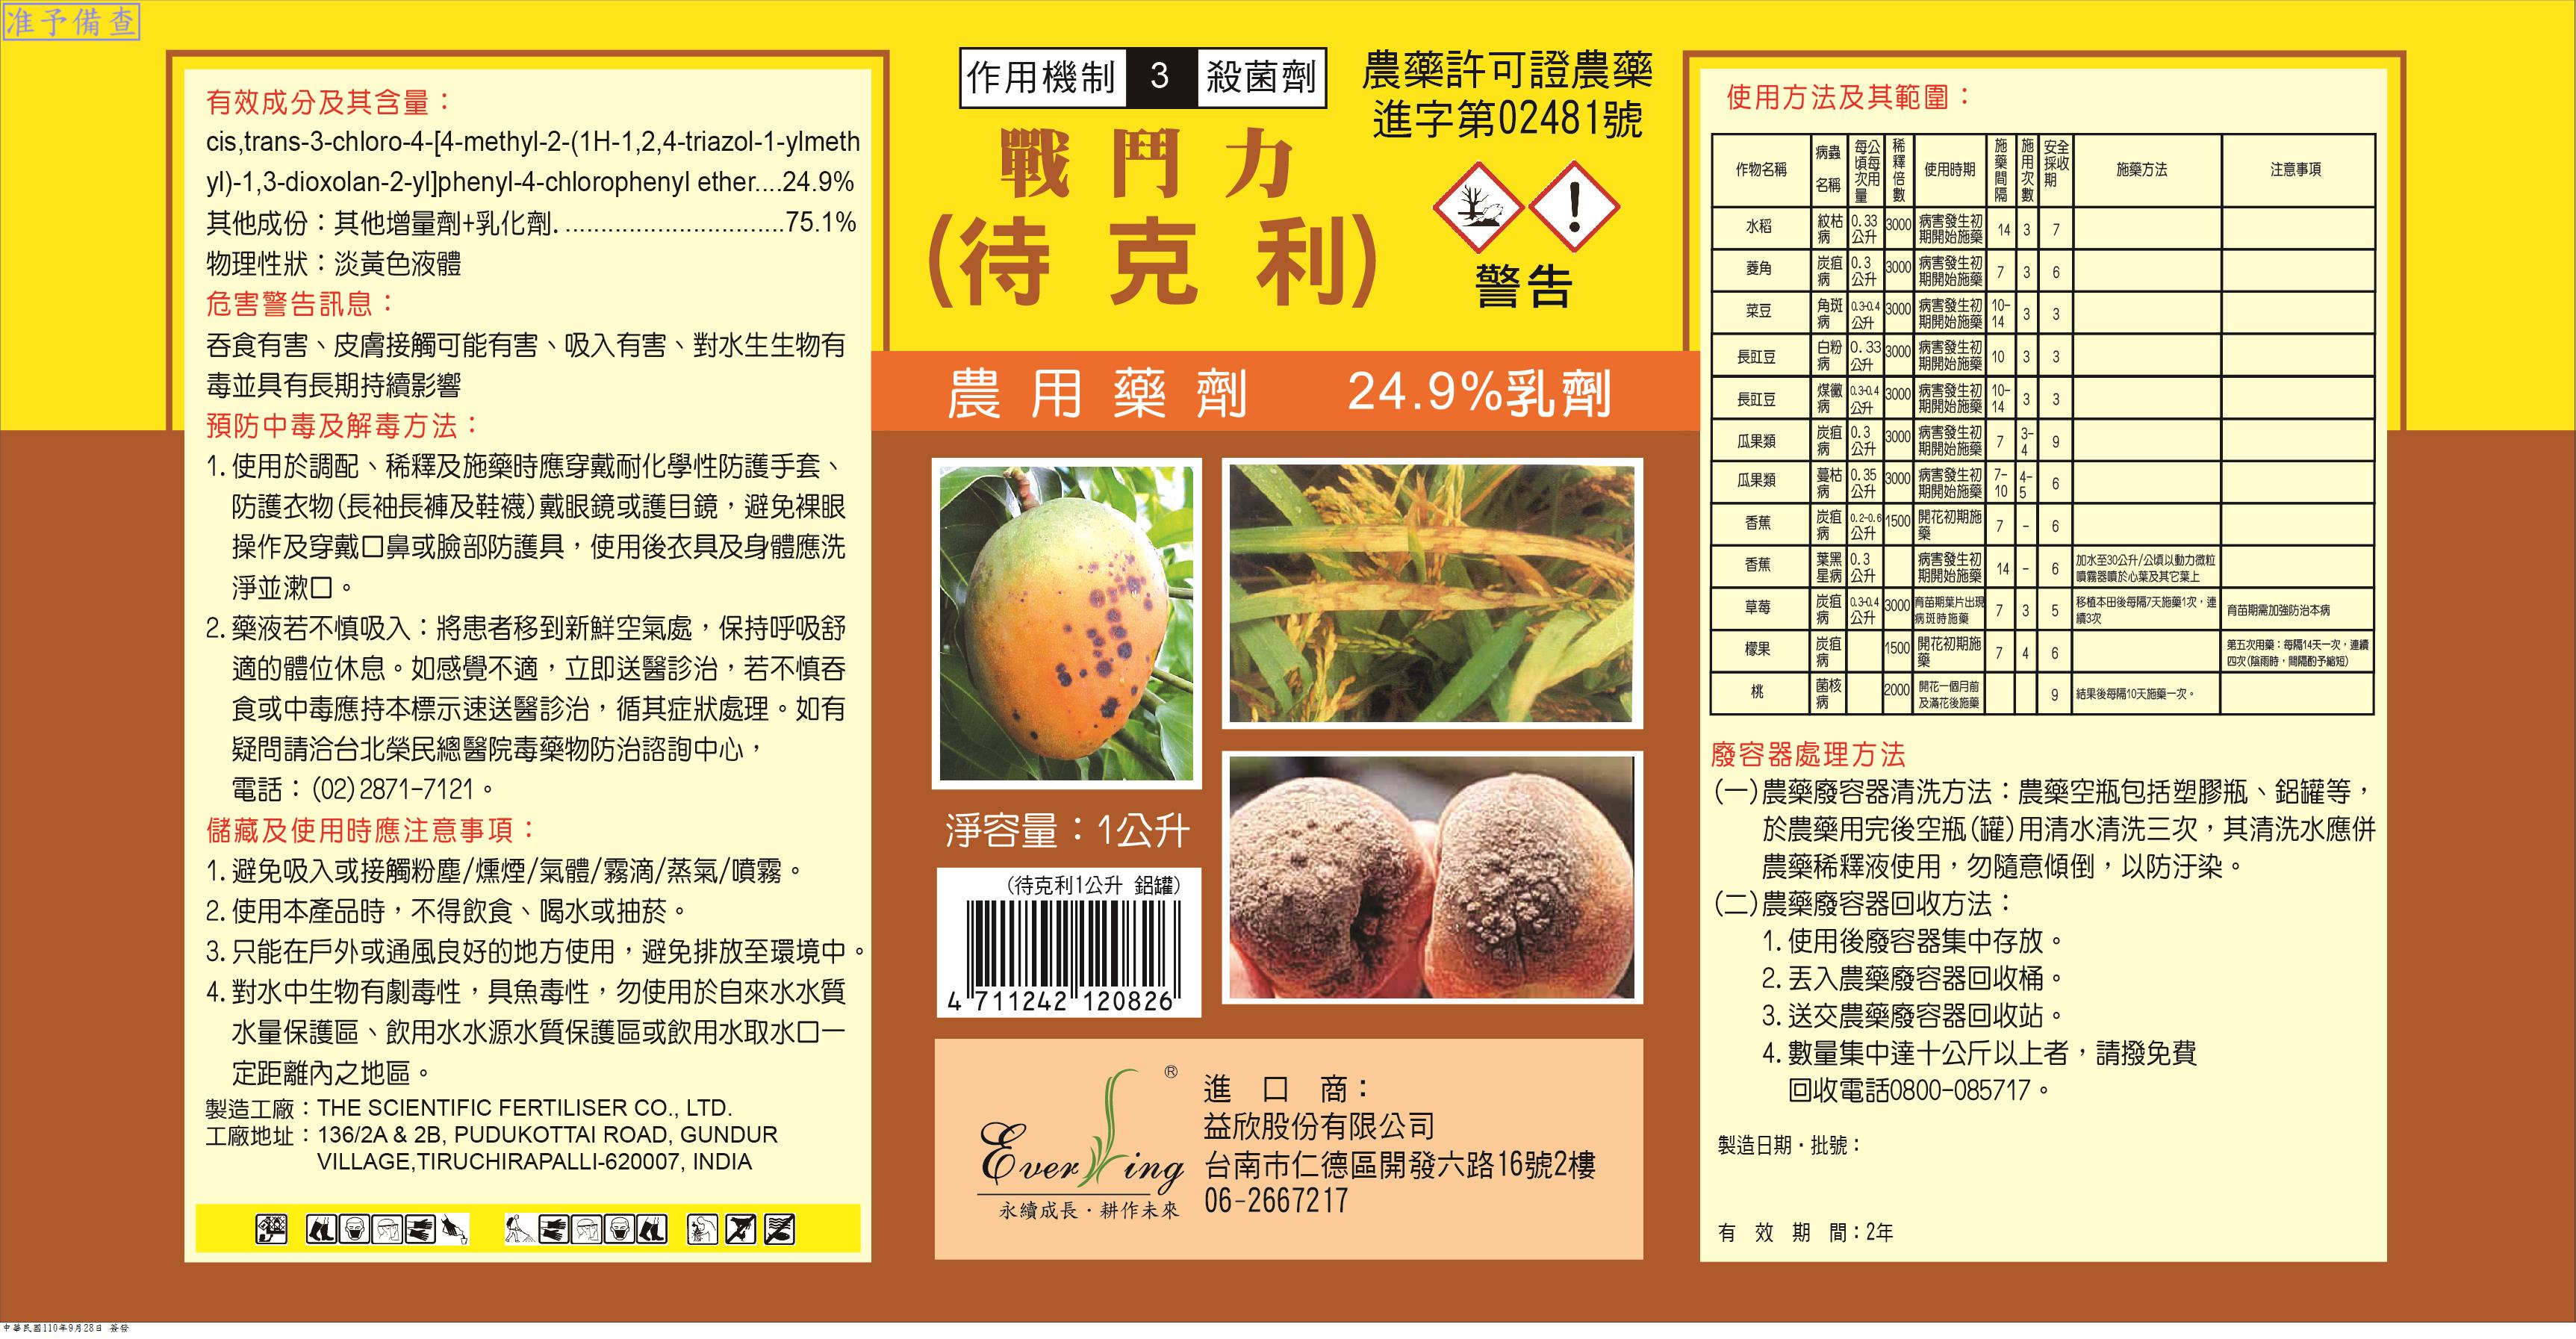 准予備查
有效成分及其含量：
cis,trans-3-chloro-4-[4-methyl-2-(1H-1,2,4-triazol-1-ylmeth
yl)-1,3-dioxolan-2-yl]phenyl-4-chlorophenyl ether....24.9%
其他成份：其他增量劑+乳化劑. ...............................75.1%
物理性狀：淡黃色液體
危害警告訊息：
吞食有害、皮膚接觸可能有害、吸入有害、對水生生物有
毒並具有長期持續影響
預防中毒及解毒方法：
1. 使用於調配、稀釋及施藥時應穿戴耐化學性防護手套、
防護衣物(長袖長褲及鞋襪)戴眼鏡或護目鏡，避免裸眼
操作及穿戴口鼻或臉部防護具，使用後衣具及身體應洗
淨並漱口。
2. 藥液若不慎吸入：將患者移到新鮮空氣處，保持呼吸舒
適的體位休息。如感覺不適，立即送醫診治，若不慎吞
食或中毒應持本標示速送醫診治，循其症狀處理。如有
疑問請洽台北榮民總醫院毒藥物防治諮詢中心，
電話：(02)2871-7121。
儲藏及使用時應注意事項：
1. 避免吸入或接觸粉塵/燻煙/氣體/霧滴/蒸氣/噴霧。
2. 使用本產品時，不得飲食、喝水或抽菸。
3. 只能在戶外或通風良好的地方使用，避免排放至環境中。
4. 對水中生物有劇毒性，具魚毒性，勿使用於自來水水質
水量保護區、飲用水水源水質保護區或飲用水取水口一
定距離內之地區。
製造工廠：THE SCIENTIFIC FERTILISER CO., LTD.
工廠地址：136/2A & 2B, PUDUKOTTAI ROAD, GUNDUR
VILLAGE,TIRUCHIRAPALLI-620007, INDIA
作用機制 3 殺菌劑
農藥許可證農藥
進字第02481號
戰鬥力
(待克利)
警告
農用藥劑 24.9%乳劑
淨容量：1公升
(待克利1公升 鋁罐)
4 711242 120826
Everking ®
永續成長・耕作未來
進口商：
益欣股份有限公司
台南市仁德區開發六路16號2樓
06-2667217
使用方法及其範圍：
作物名稱 病蟲名稱 每公頃每次用量 稀釋倍數 使用時期 施藥間隔 施用次數 安全採收期 施藥方法 注意事項
水稻 紋枯病 0.33公升 3000 病害發生初期開始施藥 14 3 7
菱角 炭疽病 0.3公升 3000 病害發生初期開始施藥 7 3 6
菜豆 角斑病 0.3-0.4公升 3000 病害發生初期開始施藥 10-14 3 3
長豇豆 白粉病 0.33公升 3000 病害發生初期開始施藥 10 3 3
長豇豆 煤黴病 0.3-0.4公升 3000 病害發生初期開始施藥 10-14 3 3
瓜果類 炭疽病 0.3公升 3000 病害發生初期開始施藥 7 3-4 9
瓜果類 蔓枯病 0.35公升 3000 病害發生初期開始施藥 7-10 4-5 6
香蕉 炭疽病 0.2-0.6公升 1500 開花初期施藥 7 - 6
香蕉 葉黑星病 0.3公升 病害發生初期開始施藥 14 - 6 加水至30公升/公頃以動力微粒噴霧器噴於心葉及其它葉上
草莓 炭疽病 0.3-0.4公升 3000 育苗期葉片出現病斑時施藥 7 3 5 移植本田後每隔7天施藥1次，連續3次 育苗期需加強防治本病
檬果 炭疽病 1500 開花初期施藥 7 4 6 第五次用藥：每隔14天一次，連續四次(陰雨時，間隔酌予縮短)
桃 菌核病 2000 開花一個月前及滿花後施藥 9 結果後每隔10天施藥一次。
廢容器處理方法
(一)農藥廢容器清洗方法：農藥空瓶包括塑膠瓶、鋁罐等，
於農藥用完後空瓶(罐)用清水清洗三次，其清洗水應併
農藥稀釋液使用，勿隨意傾倒，以防汙染。
(二)農藥廢容器回收方法：
1. 使用後廢容器集中存放。
2. 丟入農藥廢容器回收桶。
3. 送交農藥廢容器回收站。
4. 數量集中達十公斤以上者，請撥免費
回收電話0800-085717。
製造日期・批號：
有效期間：2年
中華民國110年9月28日 簽發